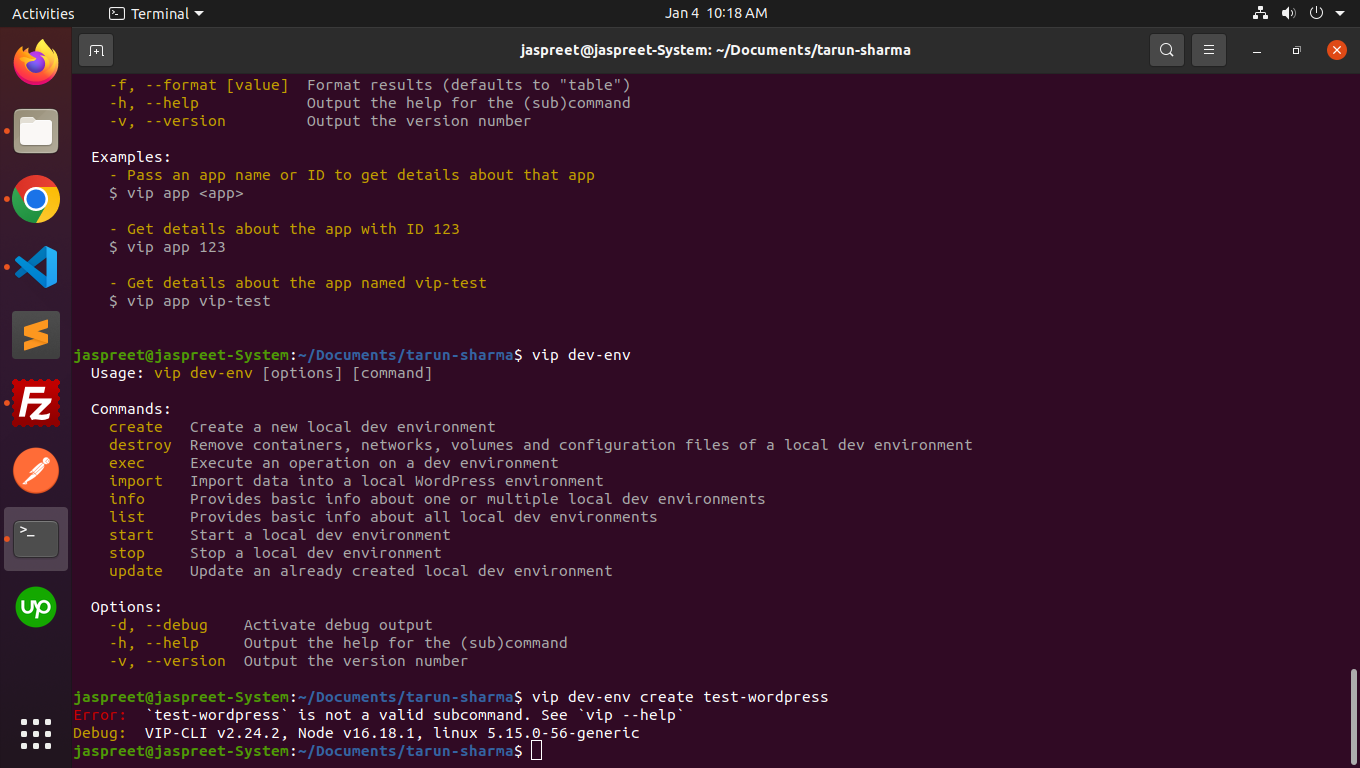 Activities
Terminal
Jan 4 10:18 AM
jaspreet@jaspreet-System: ~/Documents/tarun-sharma
-f, --format [value]  Format results (defaults to "table")
-h, --help            Output the help for the (sub)command
-v, --version         Output the version number
Examples:
- Pass an app name or ID to get details about that app
$ vip app <app>
- Get details about the app with ID 123
$ vip app 123
- Get details about the app named vip-test
$ vip app vip-test
jaspreet@jaspreet-System:~/Documents/tarun-sharma$ vip dev-env
Usage: vip dev-env [options] [command]
Commands:
create   Create a new local dev environment
destroy  Remove containers, networks, volumes and configuration files of a local dev environment
exec     Execute an operation on a dev environment
import   Import data into a local WordPress environment
info     Provides basic info about one or multiple local dev environments
list     Provides basic info about all local dev environments
start    Start a local dev environment
stop     Stop a local dev environment
update   Update an already created local dev environment
Options:
-d, --debug    Activate debug output
-h, --help     Output the help for the (sub)command
-v, --version  Output the version number
jaspreet@jaspreet-System:~/Documents/tarun-sharma$ vip dev-env create test-wordpress
Error:  `test-wordpress` is not a valid subcommand. See `vip --help`
Debug:  VIP-CLI v2.24.2, Node v16.18.1, linux 5.15.0-56-generic
jaspreet@jaspreet-System:~/Documents/tarun-sharma$
Fz
>_
up